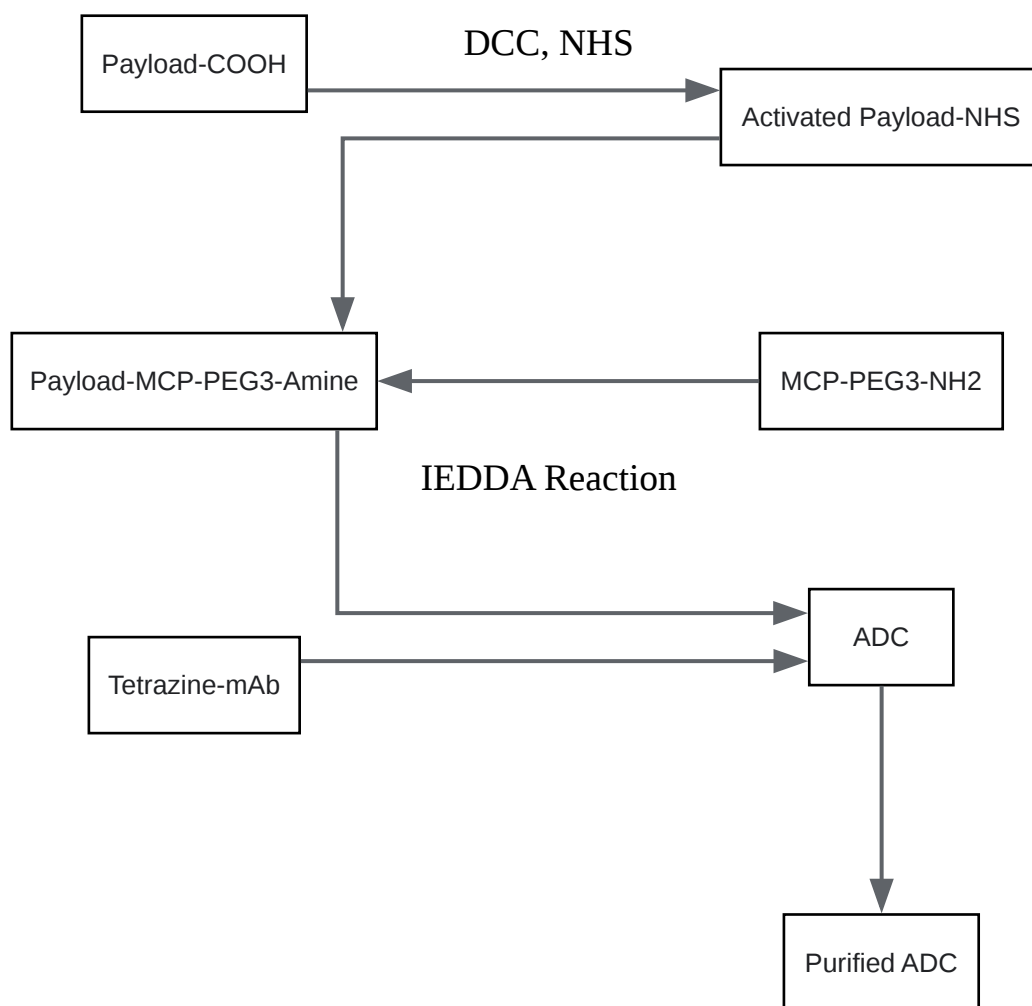 Payload-COOH
DCC, NHS
Activated Payload-NHS
Payload-MCP-PEG3-Amine
MCP-PEG3-NH2
IEDDA Reaction
ADC
Tetrazine-mAb
Purified ADC